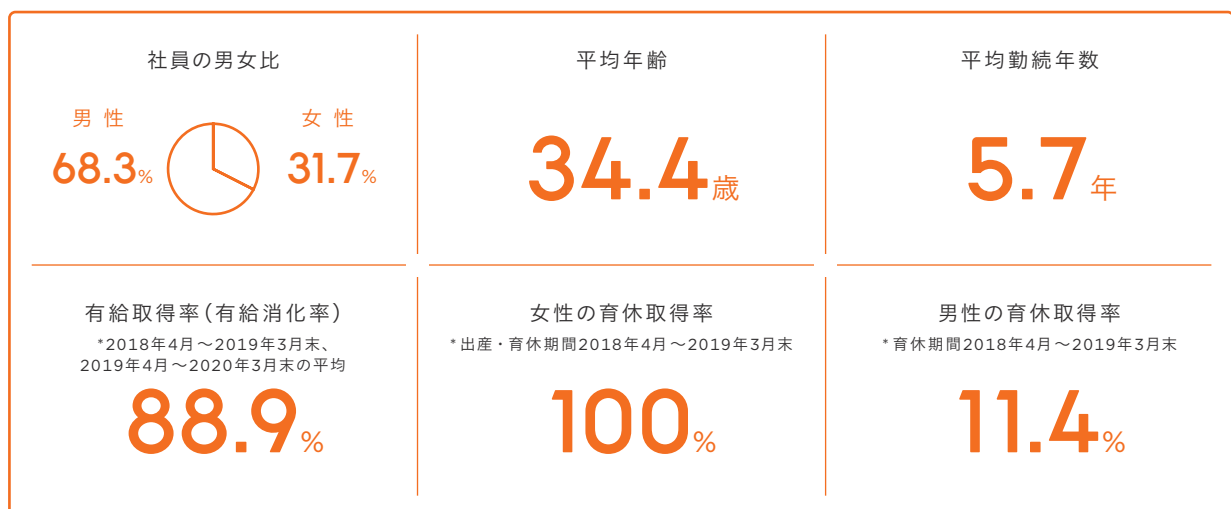 社員の男女比
男性
68.3%
女性
31.7%
平均年齢
34.4歳
平均勤続年数
5.7年
有給取得率(有給消化率)
*2018年4月〜2019年3月末、
2019年4月〜2020年3月末の平均
88.9%
女性の育休取得率
*出産・育休期間2018年4月〜2019年3月末
100%
男性の育休取得率
*育休期間2018年4月〜2019年3月末
11.4%